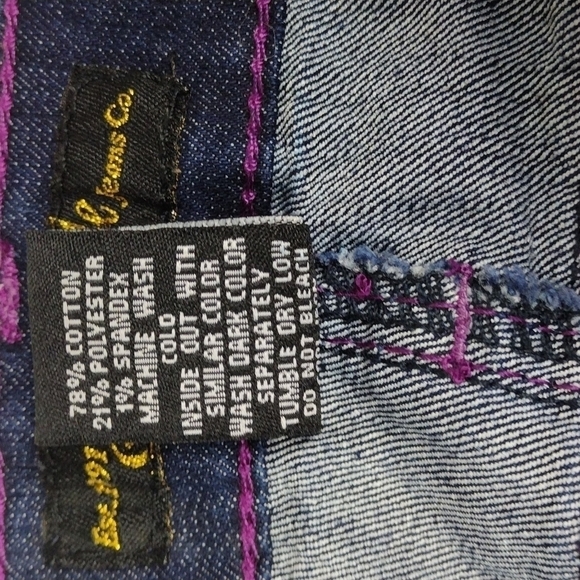 Jeans Co.
78% COTTON
21% POLYESTER
1% SPANDEX
MACHINE WASH
COLD
INSIDE OUT WITH
SIMILAR COLOR
WASH DARK COLOR
SEPARATELY
TUMBLE DRY LOW
DO NOT BLEACH
Est.